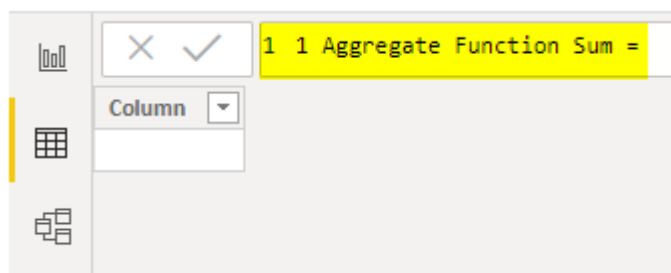 1 1 Aggregate Function Sum =
Column